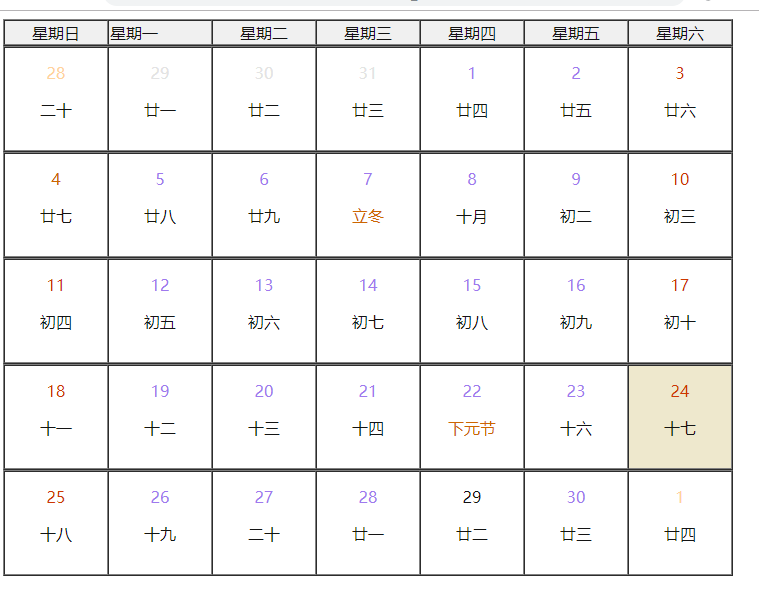 星期日 星期一 星期二 星期三 星期四 星期五 星期六
28 29 30 31 1 2 3
二十 廿一 廿二 廿三 廿四 廿五 廿六
4 5 6 7 8 9 10
廿七 廿八 廿九 立冬 十月 初二 初三
11 12 13 14 15 16 17
初四 初五 初六 初七 初八 初九 初十
18 19 20 21 22 23 24
十一 十二 十三 十四 下元节 十六 十七
25 26 27 28 29 30 1
十八 十九 二十 廿一 廿二 廿三 廿四